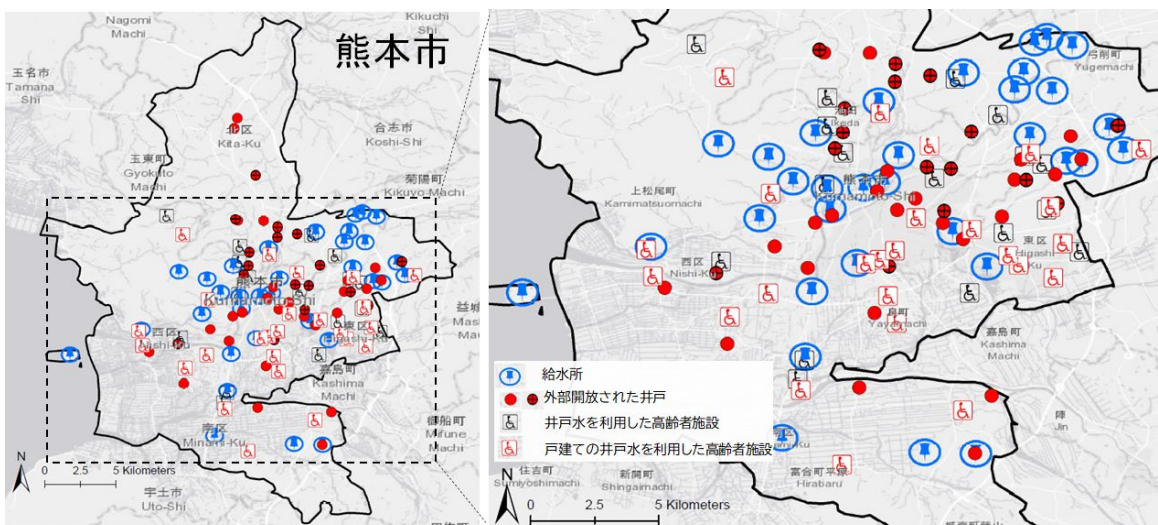 Nagomi
Machi
Kikuchi
Shi
熊本市
玉名市
Tamana
Shi
北区
Kita-Ku
合志市
Koshi-Shi
玉東町
Gyokuto
Machi
菊陽町
Kikuyo-Machi
熊本市
Kumamoto-Shi
西区
Nishi-Ku
東区
Higashi-Ku
益城
Mas
Mac
嘉島町
Kashima
Machi
御船町
Mifune
Machi
南区
Minami-Ku
宇土市
Uto-Shi
N
0 2.5 5 Kilometers
弓削町
Yugemachi
池田
Ikeda
上松尾町
Kamimatsuomachi
熊本市
Kumamoto-Shi
西区
Nishi-Ku
東区
Higashi
Ku
Yayamachi
嘉島町
Kashima
Machi
給水所
外部開放された井戸
井戸水を利用した高齢者施設
戸建ての井戸水を利用した高齢者施設
陣
Jin
富合町平原
Hirabaru
住吉町
Sumiyoshimachi
新開町
Shingaimachi
N
0 2.5 5 Kilometers